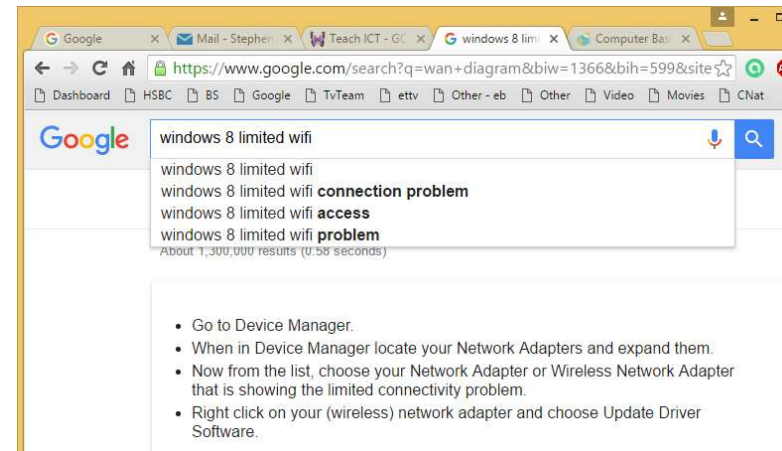 Google
Mail - Stephen
Teach ICT - GC
windows 8 lim
Computer Bas
https://www.google.com/search?q=wan+diagram&biw=1366&bih=599&site
Dashboard HSBC BS Google TvTeam ettv Other - eb Other Video Movies CNat
Google
windows 8 limited wifi
windows 8 limited wifi
windows 8 limited wifi connection problem
windows 8 limited wifi access
windows 8 limited wifi problem
About 1,300,000 results (0.58 seconds)
• Go to Device Manager.
• When in Device Manager locate your Network Adapters and expand them.
• Now from the list, choose your Network Adapter or Wireless Network Adapter
that is showing the limited connectivity problem.
• Right click on your (wireless) network adapter and choose Update Driver
Software.